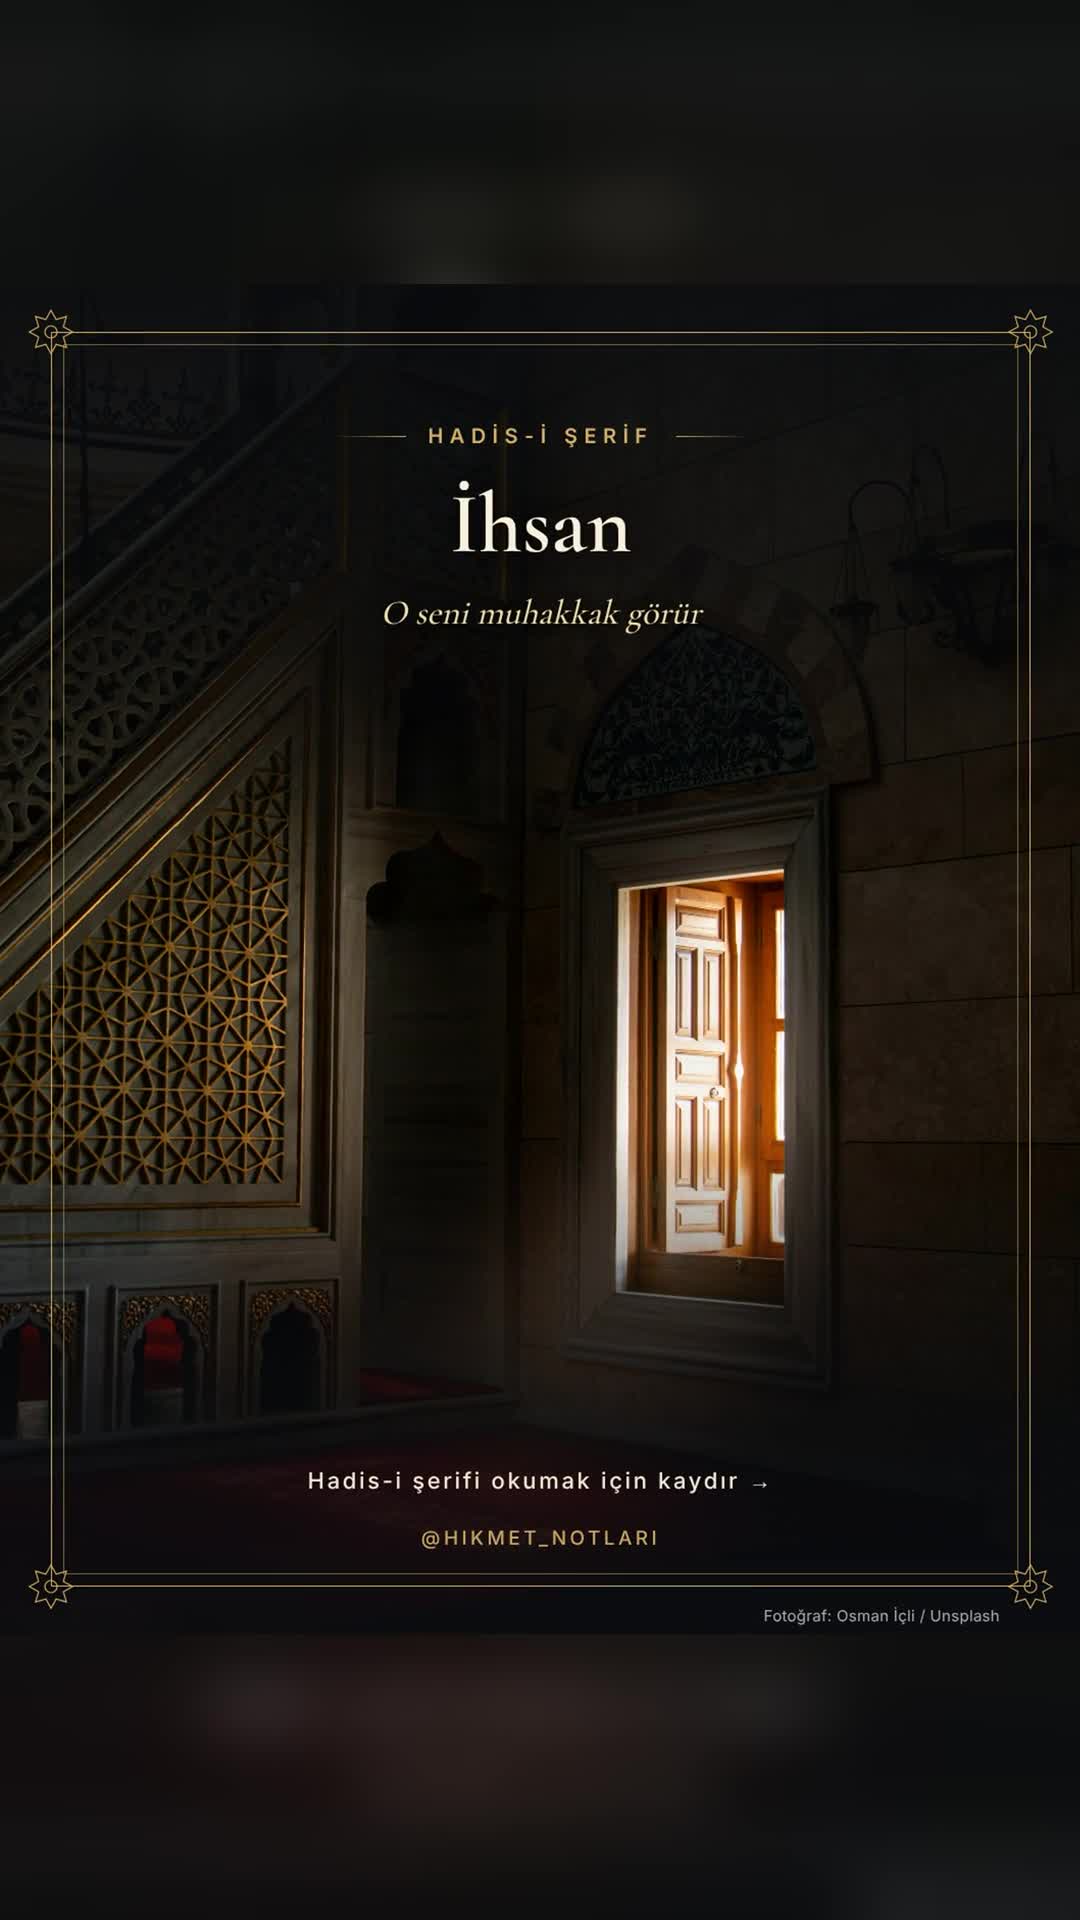 HADİS-İ ŞERİF
İhsan
O seni muhakkak görür
Hadis-i şerifi okumak için kaydır →
@HIKMET_NOTLARI
Fotoğraf: Osman İçli / Unsplash